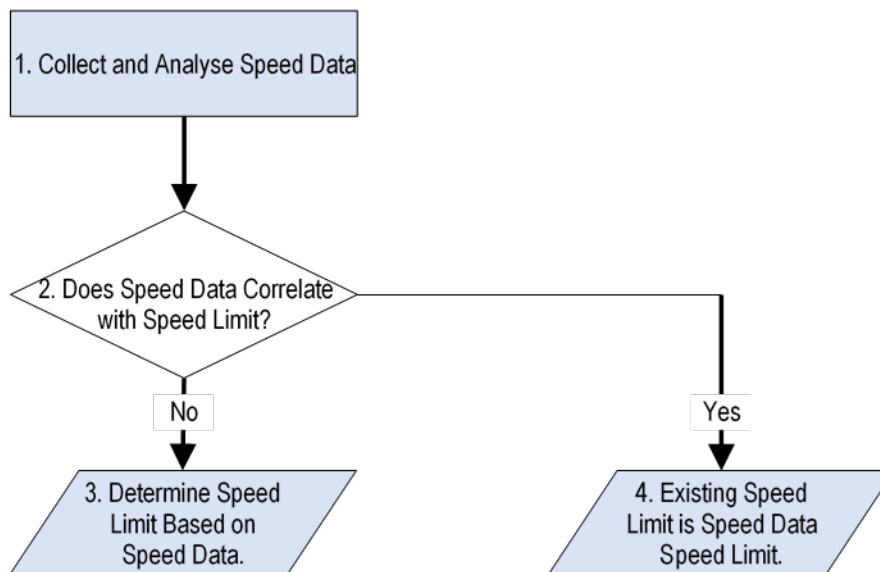 1. Collect and Analyse Speed Data
2. Does Speed Data Correlate
with Speed Limit?
No
Yes
3. Determine Speed
Limit Based on
Speed Data.
4. Existing Speed
Limit is Speed Data
Speed Limit.